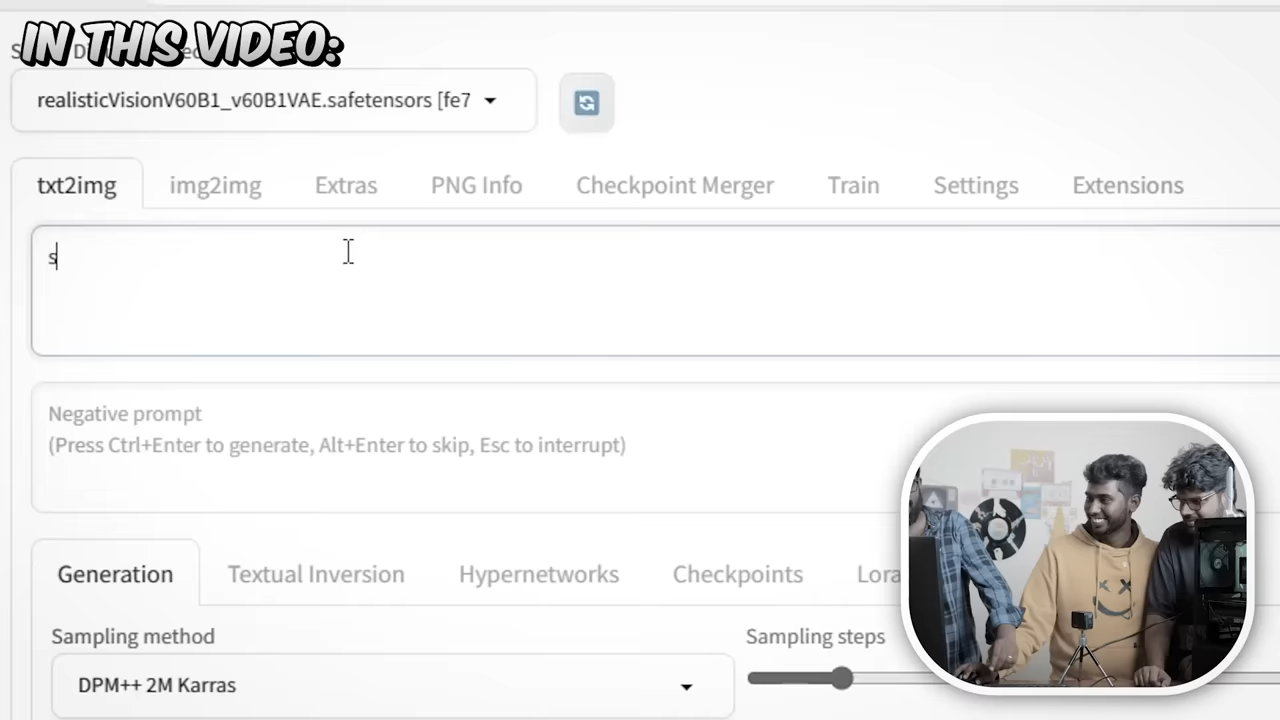 IN THIS VIDEO:
realisticVisionV60B1_v60B1VAE.safetensors [fe7
txt2img img2img Extras PNG Info Checkpoint Merger Train Settings Extensions
s
Negative prompt
(Press Ctrl+Enter to generate, Alt+Enter to skip, Esc to interrupt)
Generation Textual Inversion Hypernetworks Checkpoints Lora
Sampling method Sampling steps
DPM++ 2M Karras